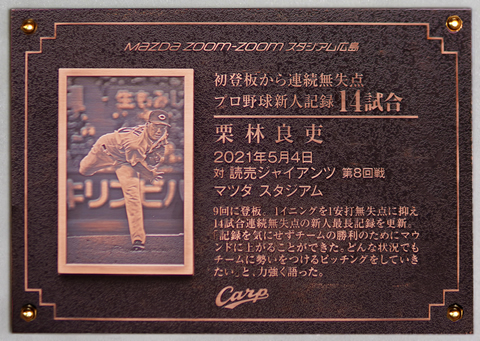 mazda zoom-zoom スタジアム広島
初登板から連続無失点
プロ野球新人記録 14試合
栗林良吏
2021年5月4日
対 読売ジャイアンツ 第8回戦
マツダ スタジアム
9回に登板。1イニングを1安打無失点に抑え
14試合連続無失点の新人最長記録を更新。
「記録を気にせずチームの勝利のためにマウ
ンドに上がることができた。どんな状況でも
チームに勢いをつけるピッチングをしていき
たい」と、力強く語った。
Carp
生もみじ
キリンビバ